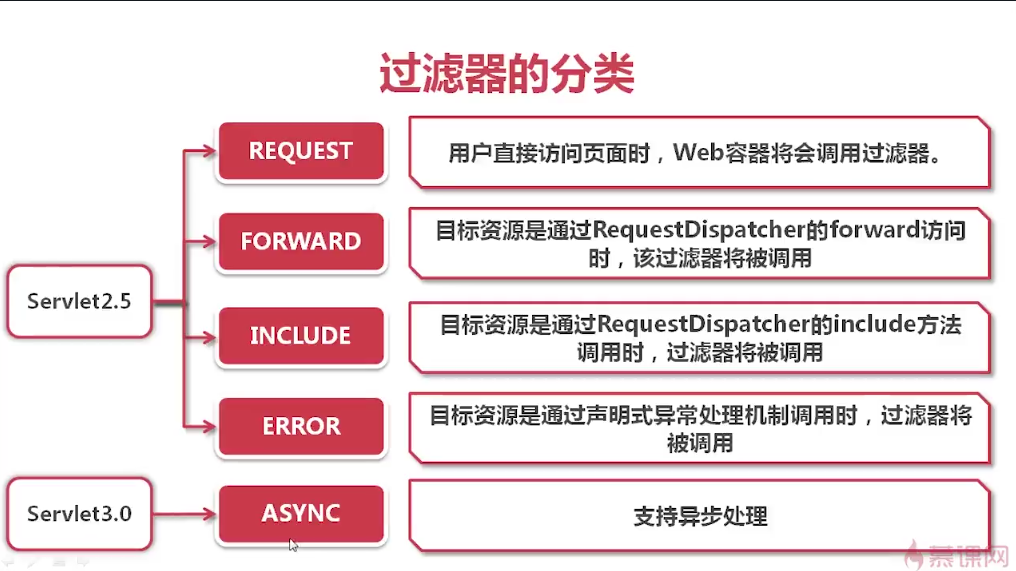 过滤器的分类
REQUEST
用户直接访问页面时，Web容器将会调用过滤器。
FORWARD
目标资源是通过RequestDispatcher的forward访问
时，该过滤器将被调用
Servlet2.5
INCLUDE
目标资源是通过RequestDispatcher的include方法
调用时，过滤器将被调用
ERROR
目标资源是通过声明式异常处理机制调用时，过滤器将
被调用
Servlet3.0
ASYNC
支持异步处理
慕课网